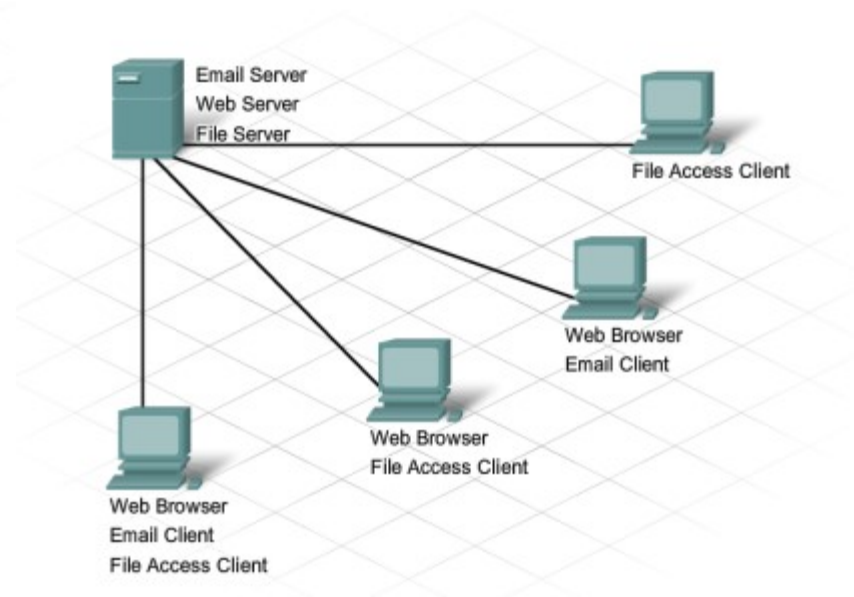 Email Server
Web Server
File Server
File Access Client
Web Browser
Email Client
Web Browser
File Access Client
Web Browser
Email Client
File Access Client